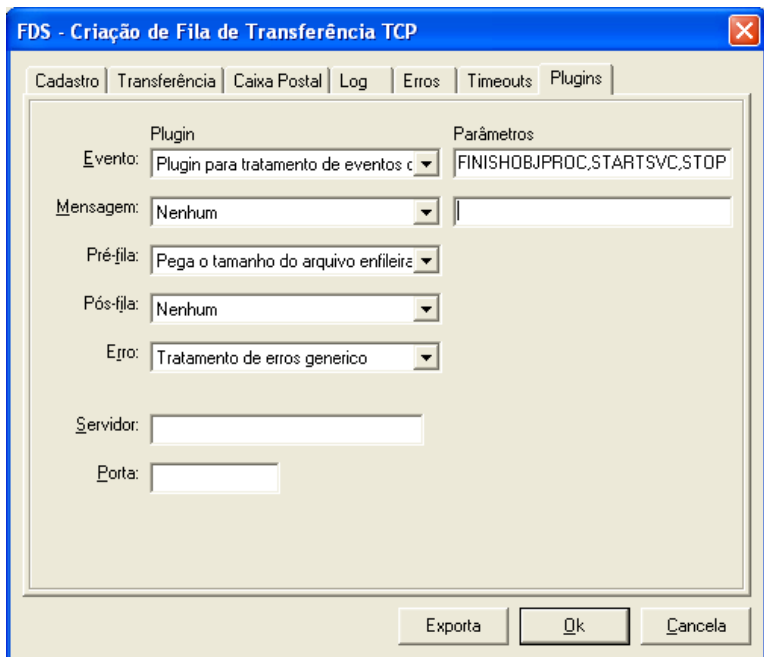 FDS - Criação de Fila de Transferência TCP
Cadastro Transferência Caixa Postal Log Erros Timeouts Plugins
Plugin Parâmetros
Evento: Plugin para tratamento de eventos c FINISHOBJPROC,STARTSVC,STOP
Mensagem: Nenhum
Pré-fila: Pega o tamanho do arquivo enfileira
Pós-fila: Nenhum
Erro: Tratamento de erros generico
Servidor:
Porta:
Exporta Ok Cancela